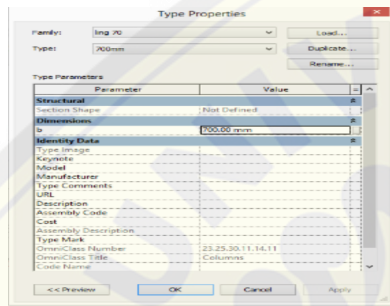 Type Properties
Family: ling 70 Load...
Type: 700mm Duplicate...
Rename...
Type Parameters
Parameter Value =
Structural
Section Shape Not Defined
Dimensions
b 700.00 mm
Identity Data
Type Image
Keynote
Model
Manufacturer
Type Comments
URL
Description
Assembly Code
Cost
Assembly Description
Type Mark
OmniClass Number 23.25.30.11.14.11
OmniClass Title Columns
Code Name
<< Preview OK Cancel Apply